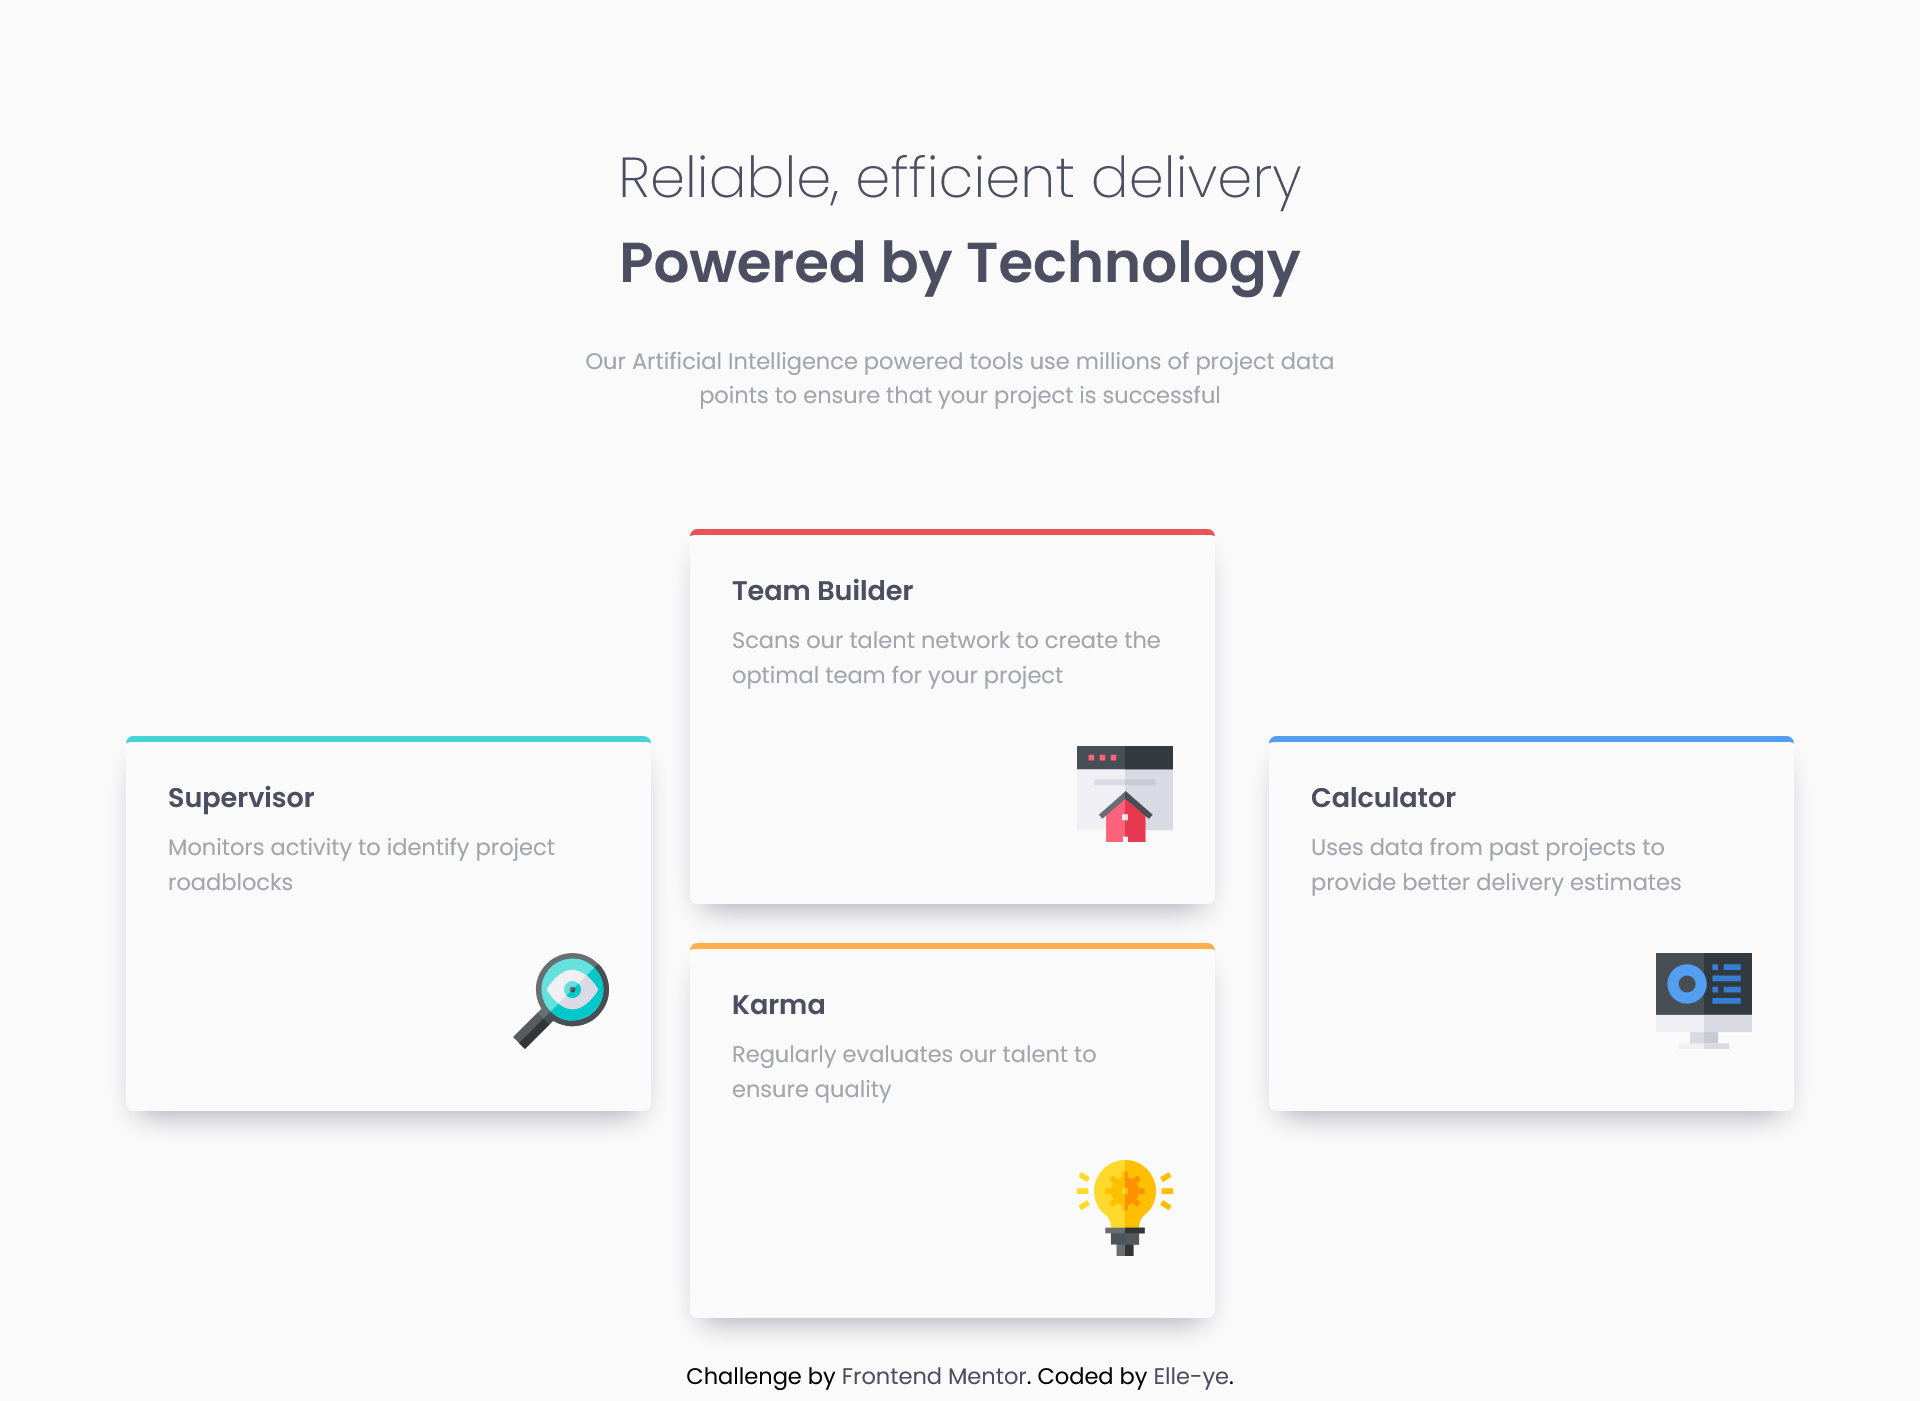 Reliable, efficient delivery
Powered by Technology
Our Artificial Intelligence powered tools use millions of project data
points to ensure that your project is successful
Supervisor
Monitors activity to identify project
roadblocks
Team Builder
Scans our talent network to create the
optimal team for your project
Karma
Regularly evaluates our talent to
ensure quality
Calculator
Uses data from past projects to
provide better delivery estimates
Challenge by Frontend Mentor. Coded by Elle-ye.